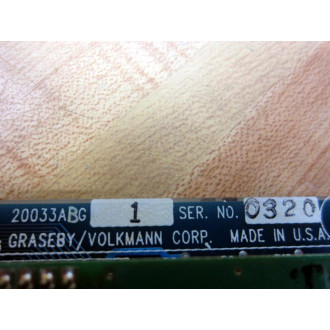 20033ABG 1 SER. NO. 0320
GRASEBY/VOLKMANN CORP. MADE IN U.S.A